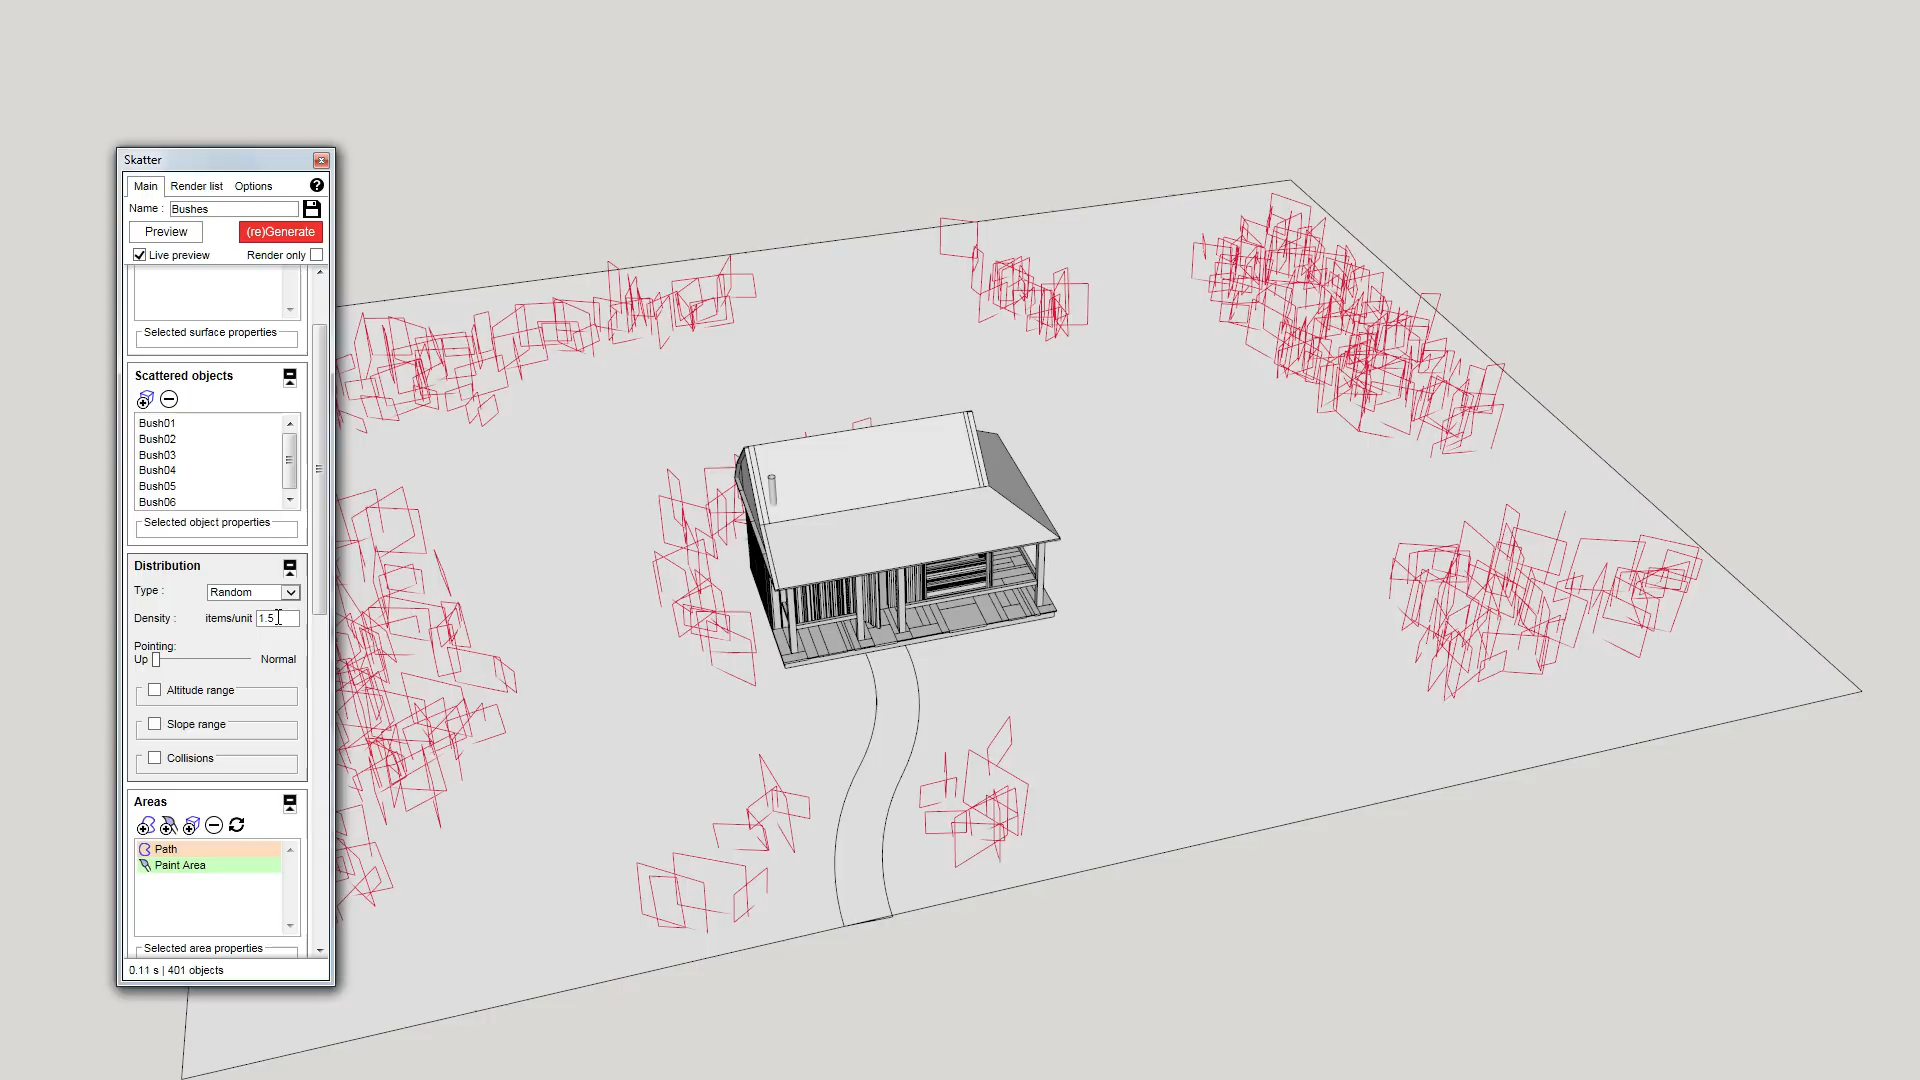 Skatter
Main Render list Options
Name : Bushes
Preview (re)Generate
Live preview Render only
Selected surface properties
Scattered objects
Bush01
Bush02
Bush03
Bush04
Bush05
Bush06
Selected object properties
Distribution
Type : Random
Density : items/unit 1.5
Pointing:
Up Normal
Altitude range
Slope range
Collisions
Areas
Path
Paint Area
Selected area properties
0.11 s | 401 objects